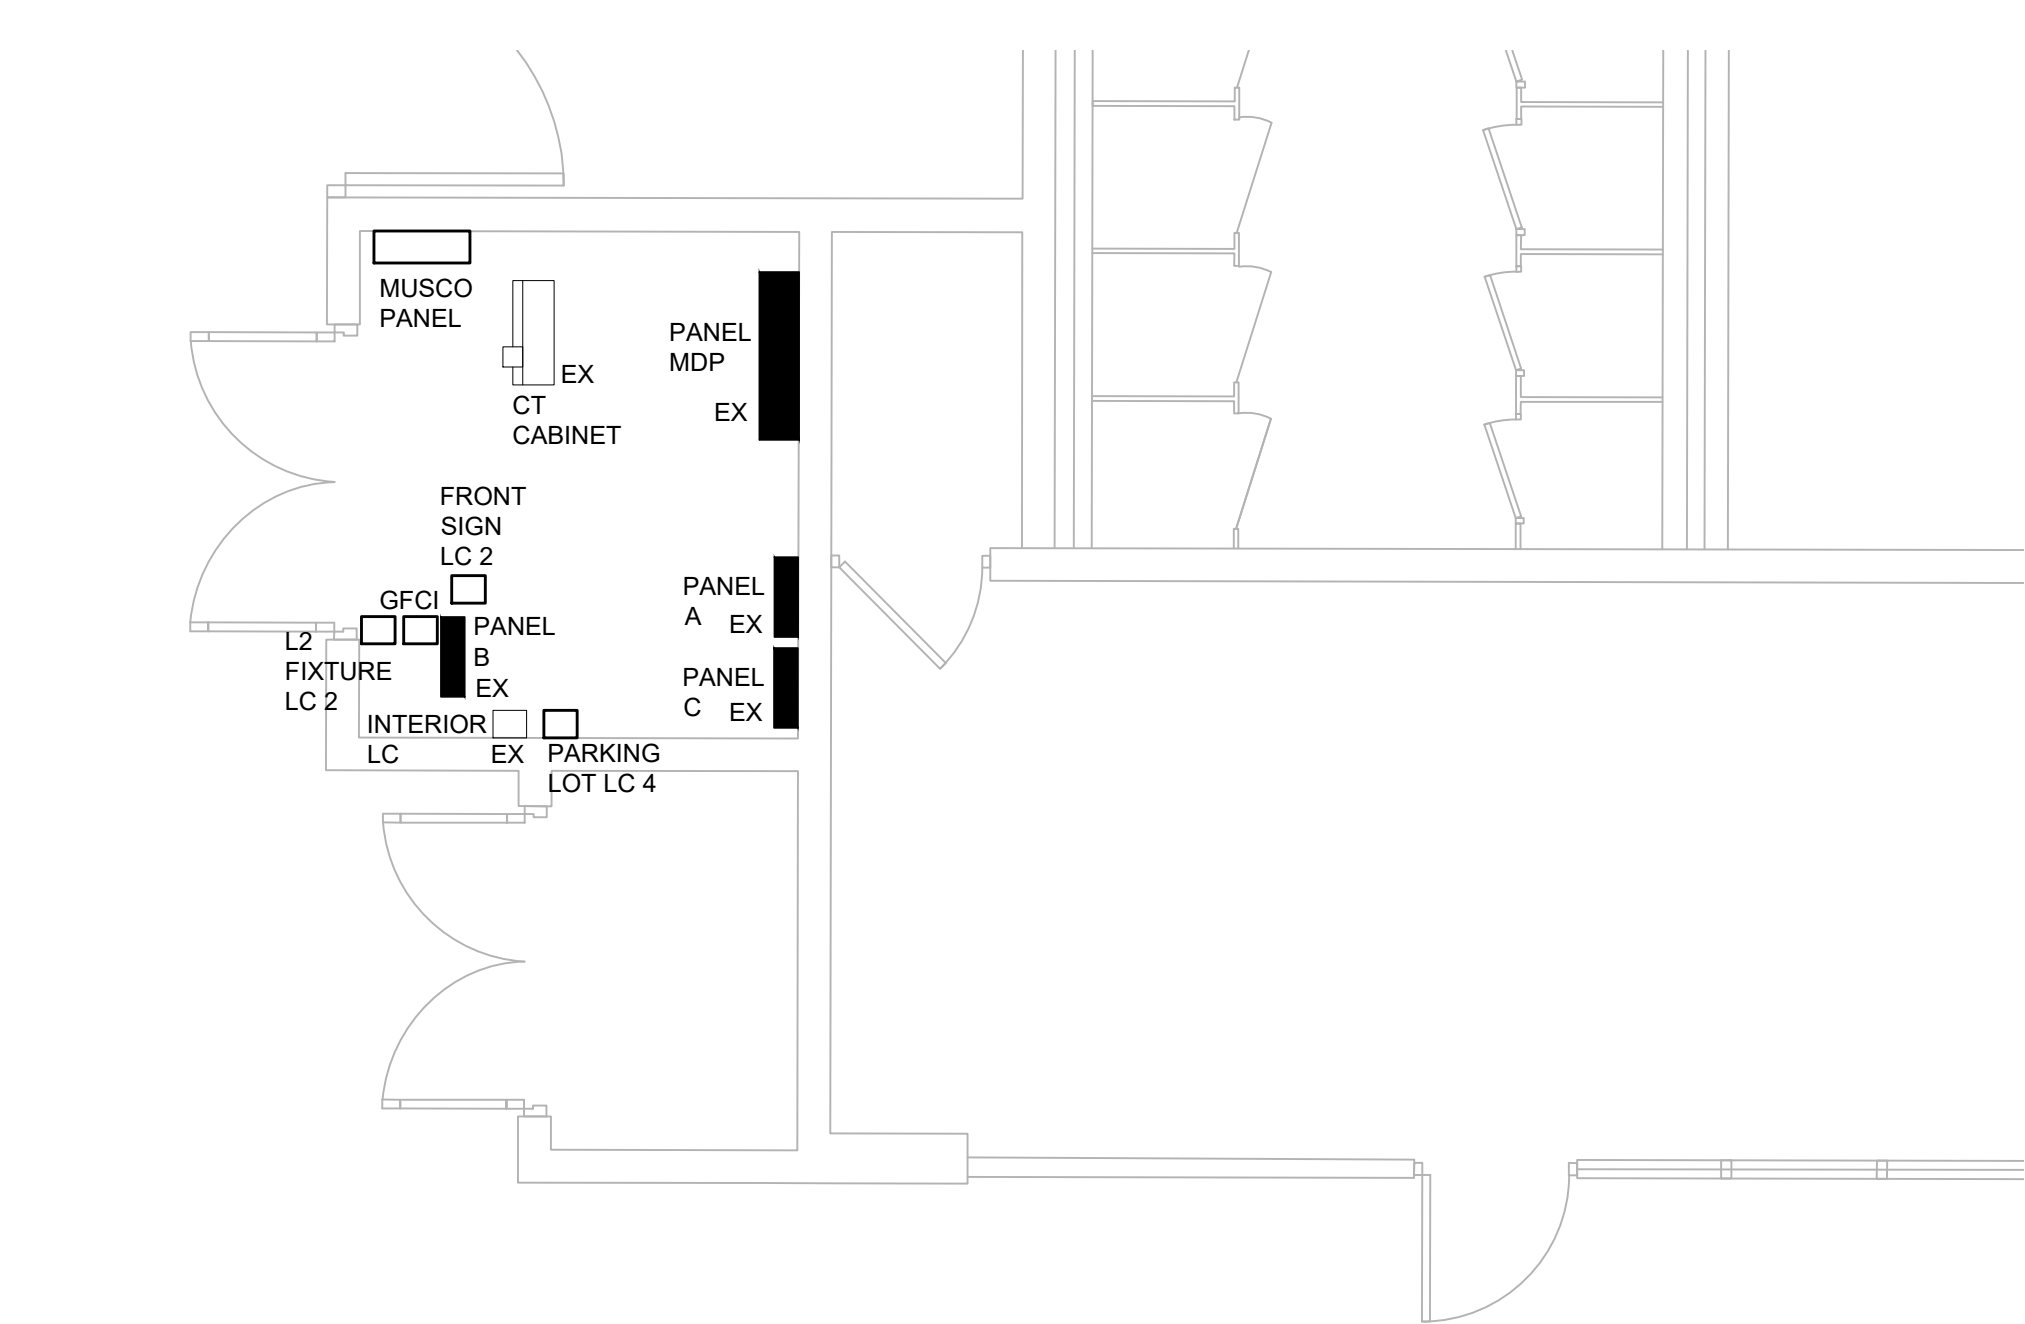 MUSCO
PANEL
EX
CT
CABINET
PANEL
MDP
EX
FRONT
SIGN
LC 2
GFCI
L2
FIXTURE
LC 2
PANEL
B
EX
PANEL
A
EX
PANEL
C
EX
INTERIOR
LC
EX
PARKING
LOT LC 4